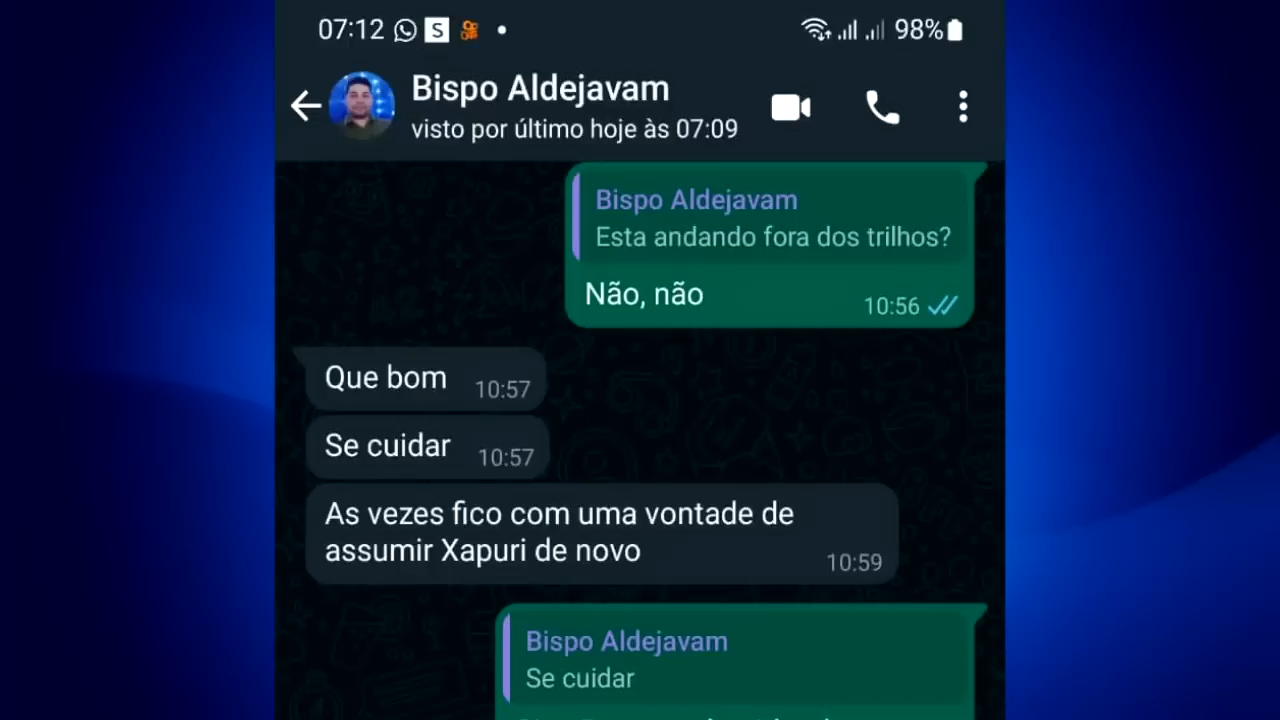 07:12 S 98%
Bispo Aldejavam
visto por último hoje às 07:09
Bispo Aldejavam
Esta andando fora dos trilhos?
Não, não 10:56
Que bom 10:57
Se cuidar 10:57
As vezes fico com uma vontade de
assumir Xapuri de novo 10:59
Bispo Aldejavam
Se cuidar